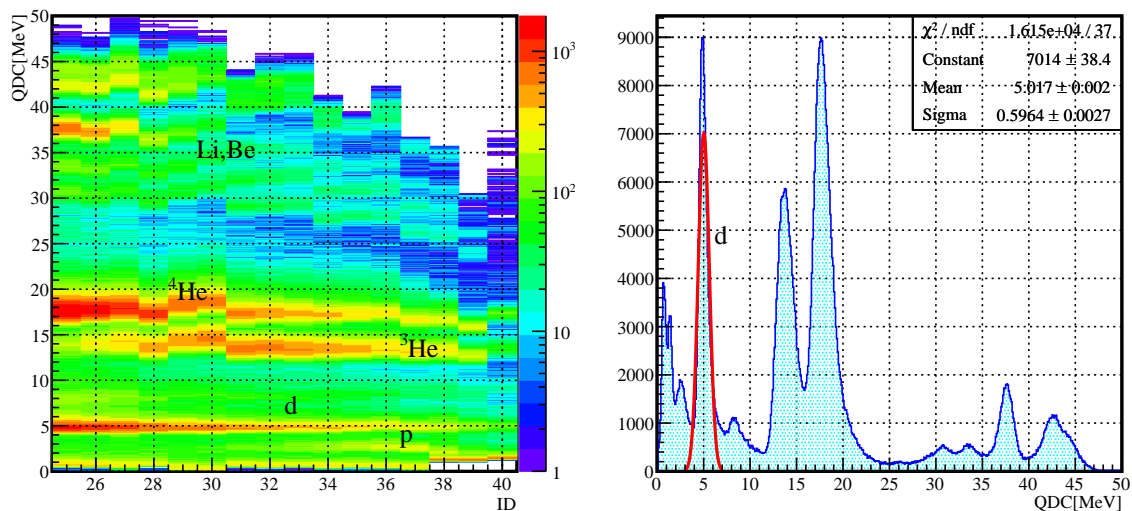 QDC[MeV]
50
45
40
35
30
25
20
15
10
5
0
Li,Be
⁴He
³He
d
p
26 28 30 32 34 36 38 40
ID
10³
10²
10
1
χ² / ndf 1.615e+04 / 37
Constant 7014 ± 38.4
Mean 5.017 ± 0.002
Sigma 0.5964 ± 0.0027
9000
8000
7000
6000
5000
4000
3000
2000
1000
0
d
0 5 10 15 20 25 30 35 40 45 50
QDC[MeV]